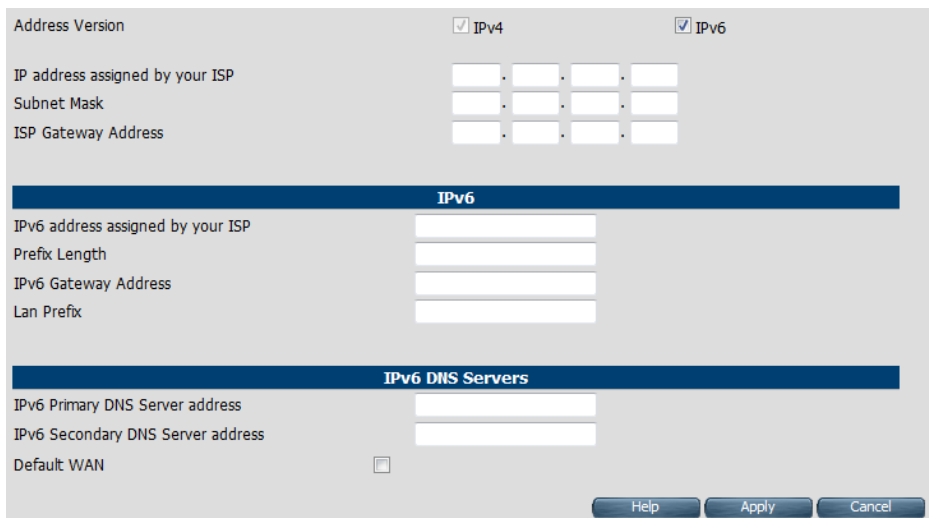 Address Version IPv4 IPv6
IP address assigned by your ISP . . .
Subnet Mask . . .
ISP Gateway Address . . .
IPv6
IPv6 address assigned by your ISP
Prefix Length
IPv6 Gateway Address
Lan Prefix
IPv6 DNS Servers
IPv6 Primary DNS Server address
IPv6 Secondary DNS Server address
Default WAN
Help Apply Cancel